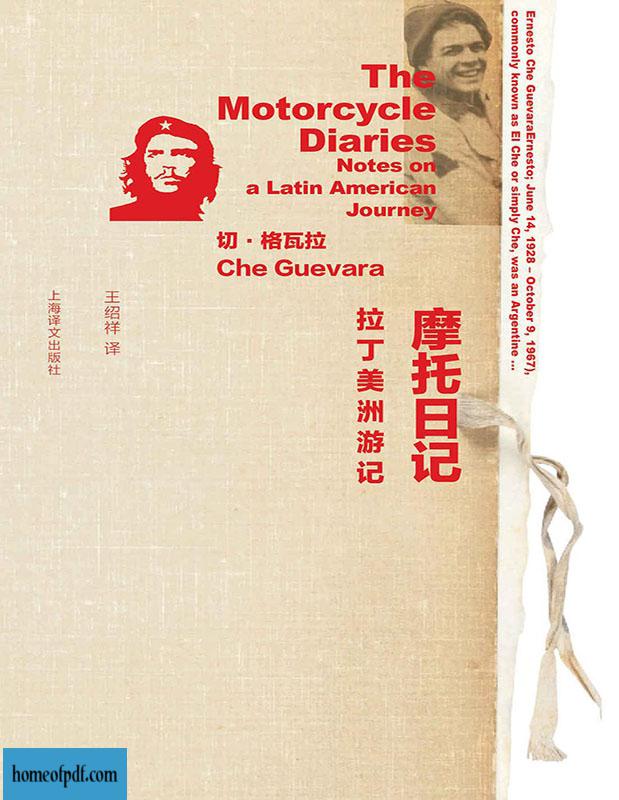 The
Motorcycle
Diaries
Notes on
a Latin American
Journey
切·格瓦拉
Che Guevara
摩托日记
拉丁美洲游记
王绍祥 译
上海译文出版社
Ernesto Che GuevaraErnesto; June 14, 1928 – October 9, 1967),
commonly known as El Che or simply Che, was an Argentine ...
homeofpdf.com